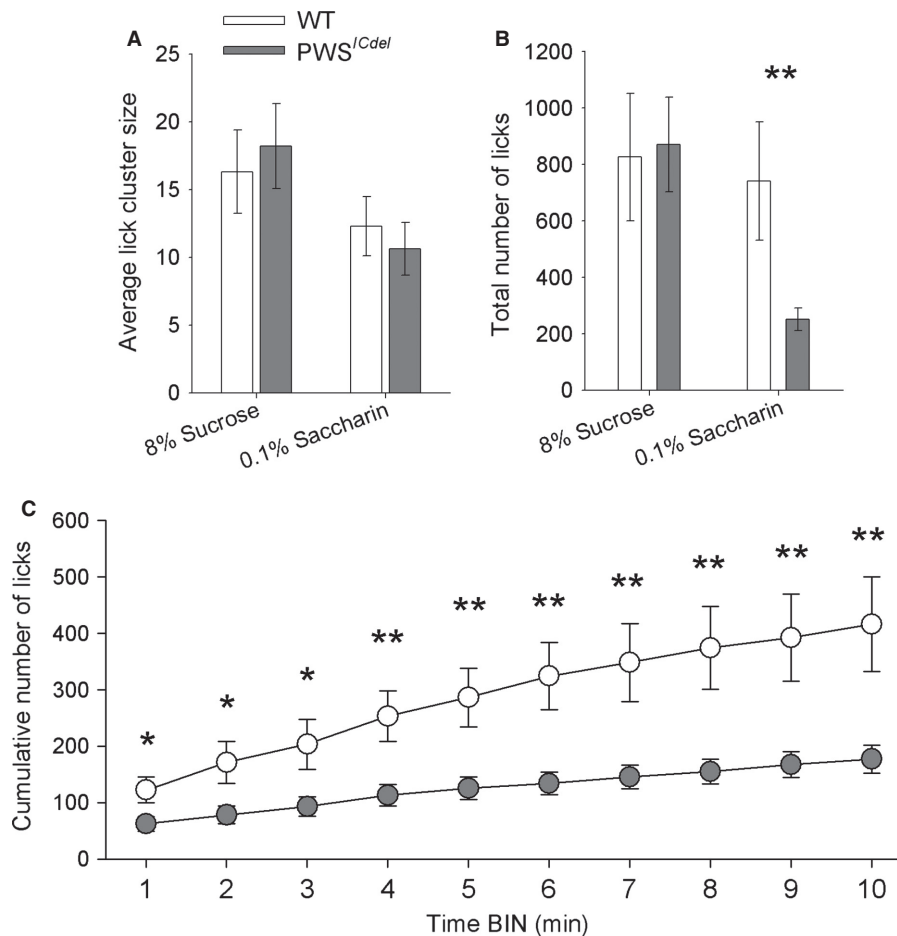 WT
PWS^ICdel
A
25
20
15
10
5
0
Average lick cluster size
8% Sucrose
0.1% Saccharin
B
1200
1000
800
600
400
200
0
Total number of licks
**
8% Sucrose
0.1% Saccharin
C
600
500
400
300
200
100
0
Cumulative number of licks
* * * ** ** ** ** ** ** **
1 2 3 4 5 6 7 8 9 10
Time BIN (min)